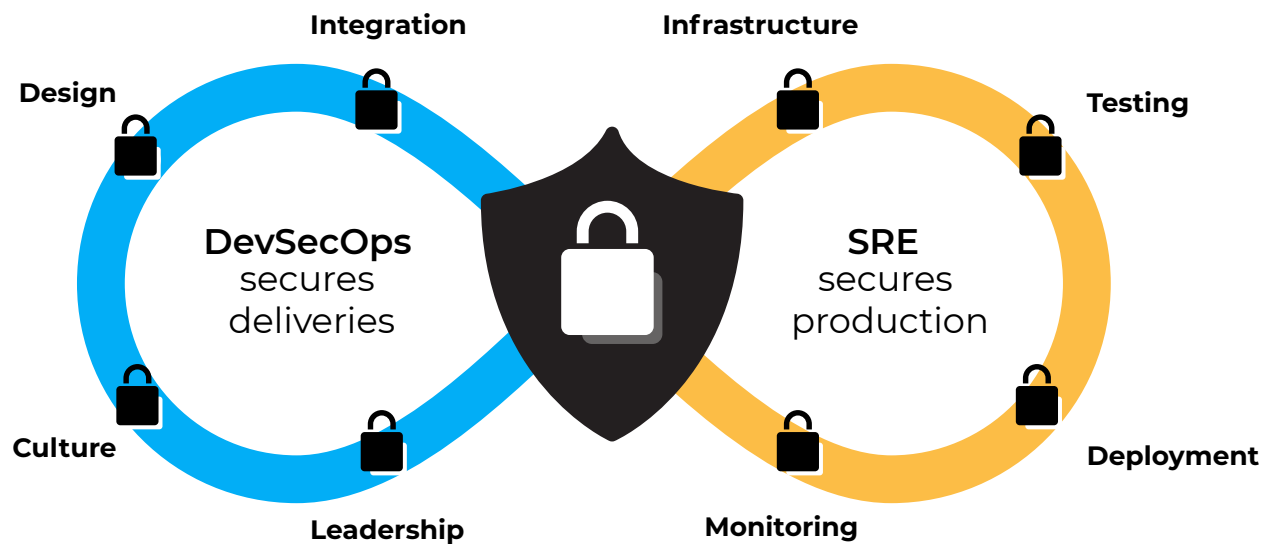 Integration
Infrastructure
Design
Testing
DevSecOps
secures
deliveries
SRE
secures
production
Culture
Deployment
Leadership
Monitoring